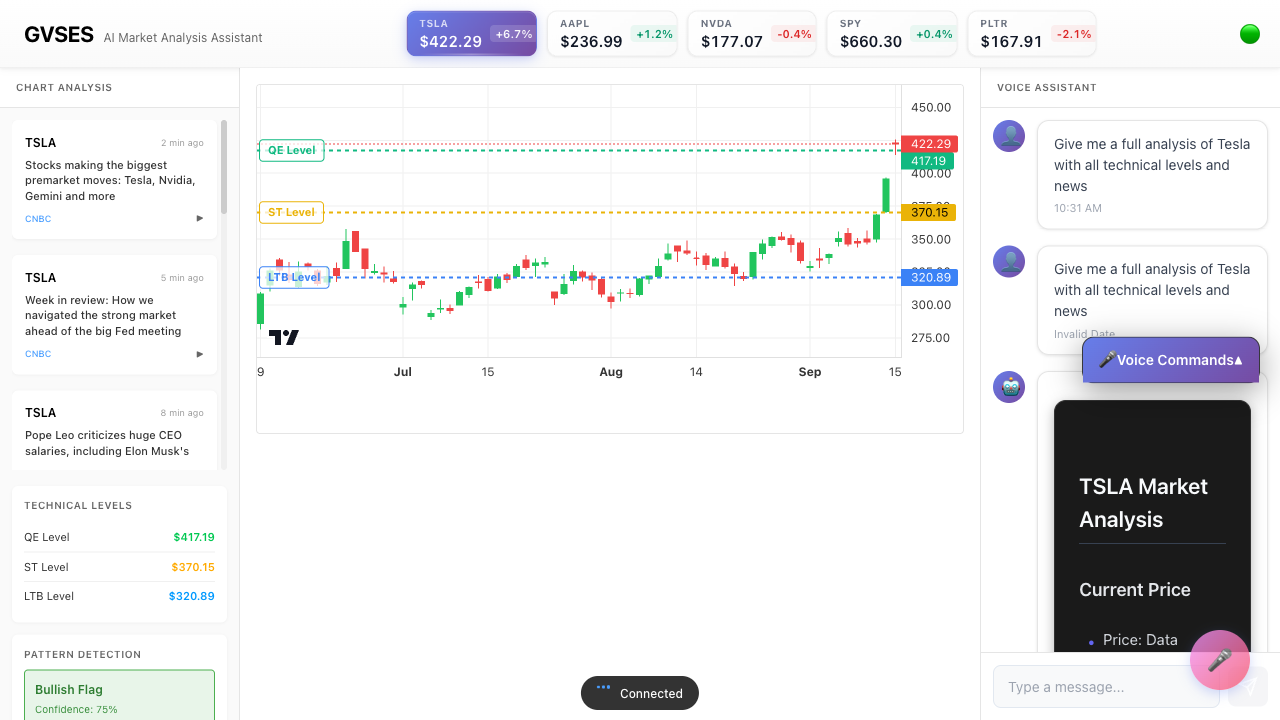 GVSES AI Market Analysis Assistant
TSLA
$422.29 +6.7%
AAPL
$236.99 +1.2%
NVDA
$177.07 -0.4%
SPY
$660.30 +0.4%
PLTR
$167.91 -2.1%
CHART ANALYSIS
TSLA 2 min ago
Stocks making the biggest
premarket moves: Tesla, Nvidia,
Gemini and more
CNBC
TSLA 5 min ago
Week in review: How we
navigated the strong market
ahead of the big Fed meeting
CNBC
TSLA 8 min ago
Pope Leo criticizes huge CEO
salaries, including Elon Musk's
TECHNICAL LEVELS
QE Level $417.19
ST Level $370.15
LTB Level $320.89
PATTERN DETECTION
Bullish Flag
Confidence: 75%
QE Level
ST Level
LTB Level
450.00
422.29
417.19
400.00
370.15
350.00
320.89
300.00
275.00
9 Jul 15 Aug 14 Sep 15
Connected
VOICE ASSISTANT
Give me a full analysis of Tesla
with all technical levels and
news
10:31 AM
Give me a full analysis of Tesla
with all technical levels and
news
Invalid Date
Voice Commands
TSLA Market
Analysis
Current Price
Price: Data
Type a message...